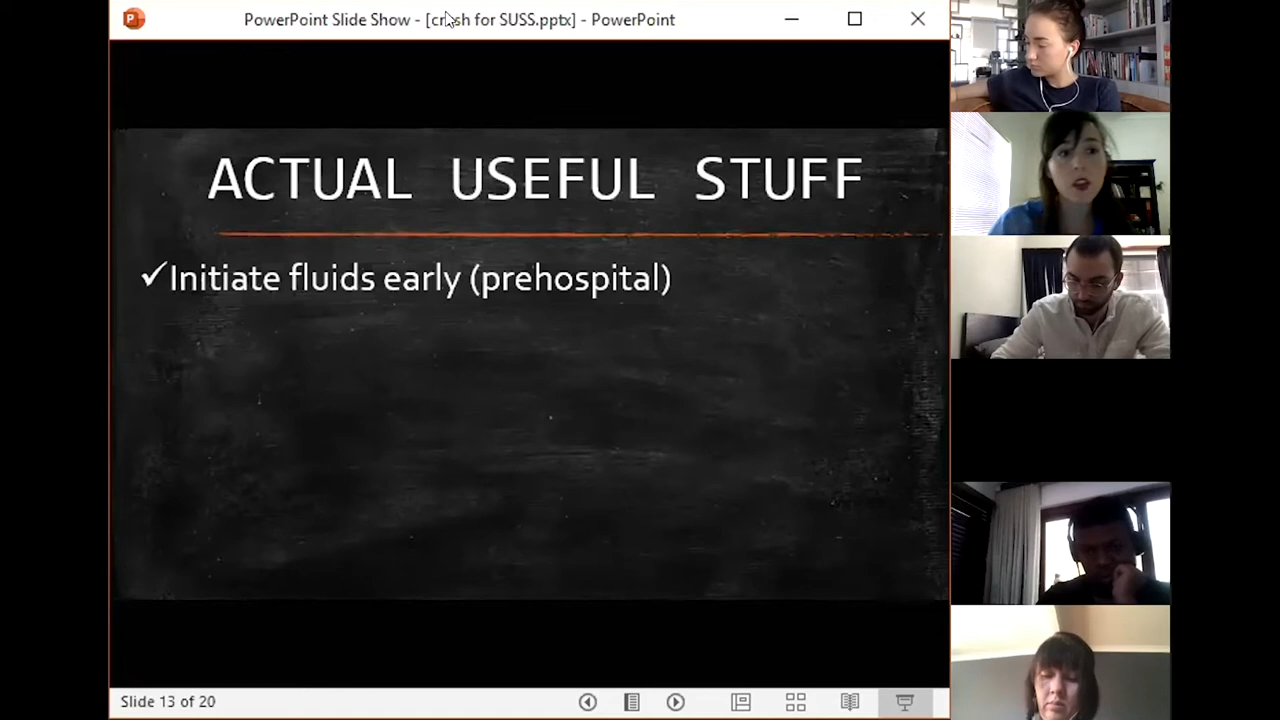 PowerPoint Slide Show - [crush for SUSS.pptx] - PowerPoint
ACTUAL USEFUL STUFF
✓Initiate fluids early (prehospital)
Slide 13 of 20